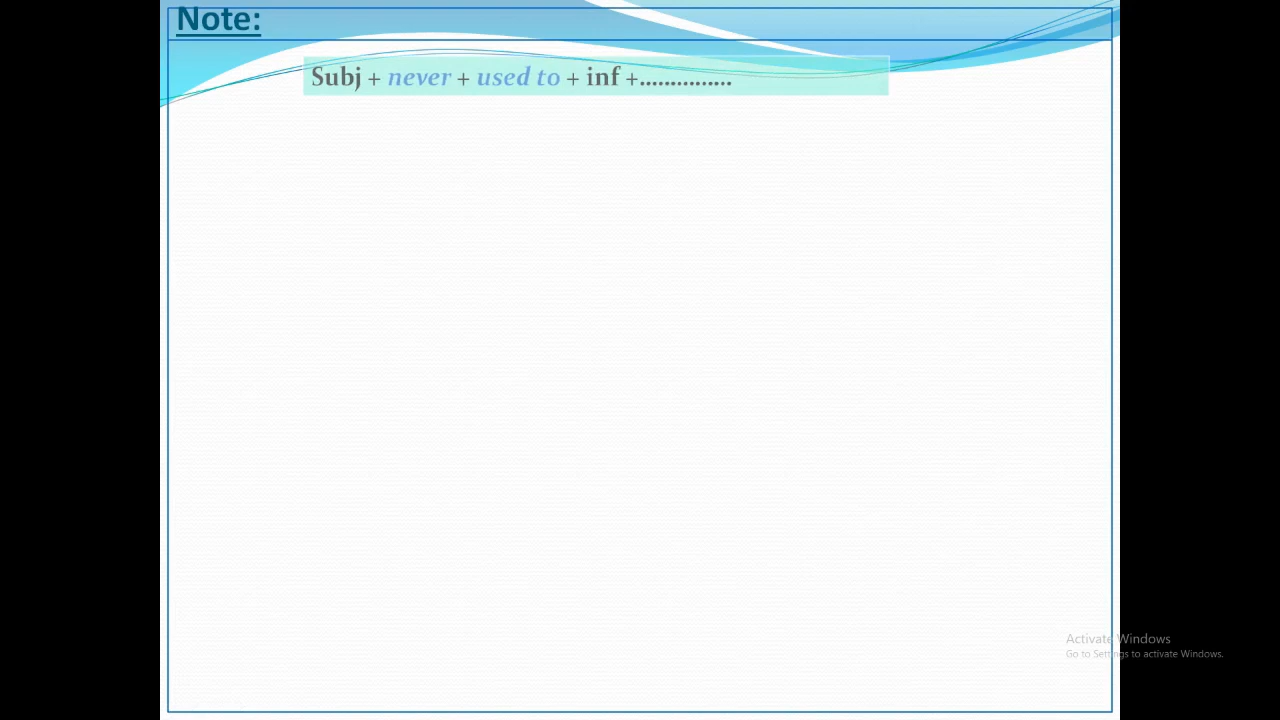 Note:
Subj + never + used to + inf +...............
Activate Windows
Go to Settings to activate Windows.